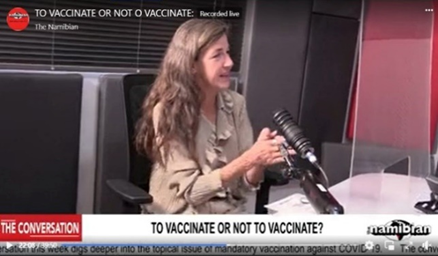 TO VACCINATE OR NOT O VACCINATE: Recorded live
The Namibian
THE CONVERSATION
TO VACCINATE OR NOT TO VACCINATE?
namibian
ersation this week digs deeper into the topical issue of mandatory vaccination against COVID-19. The conve